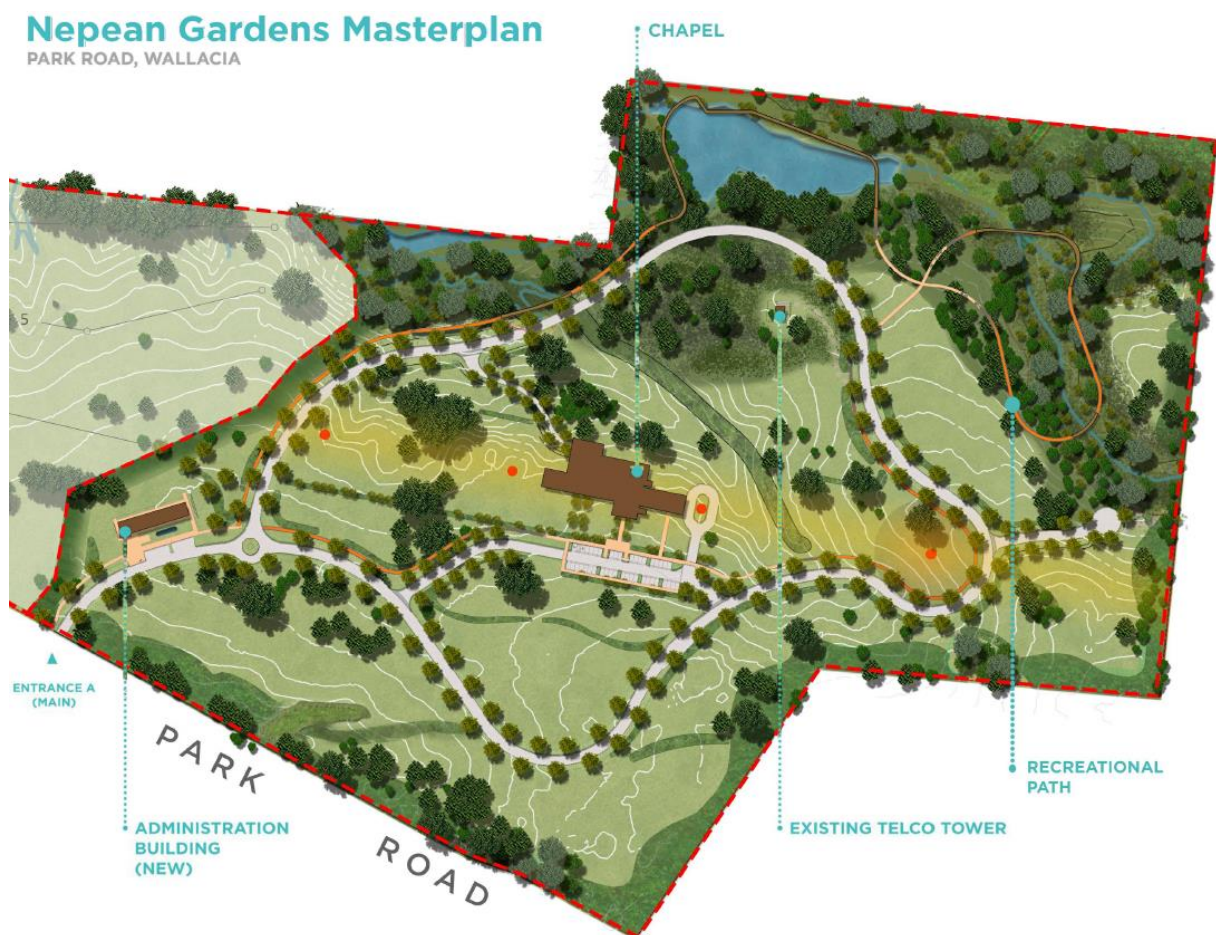 Nepean Gardens Masterplan
PARK ROAD, WALLACIA
CHAPEL
5
ENTRANCE A
(MAIN)
PARK
ROAD
ADMINISTRATION
BUILDING
(NEW)
EXISTING TELCO TOWER
RECREATIONAL
PATH